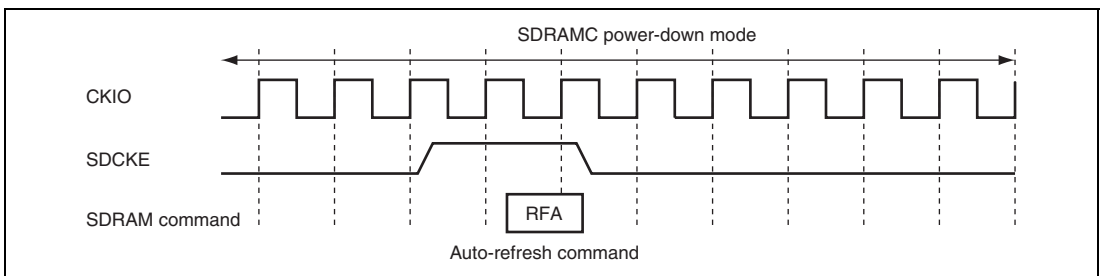 SDRAMC power-down mode
CKIO
SDCKE
SDRAM command
RFA
Auto-refresh command